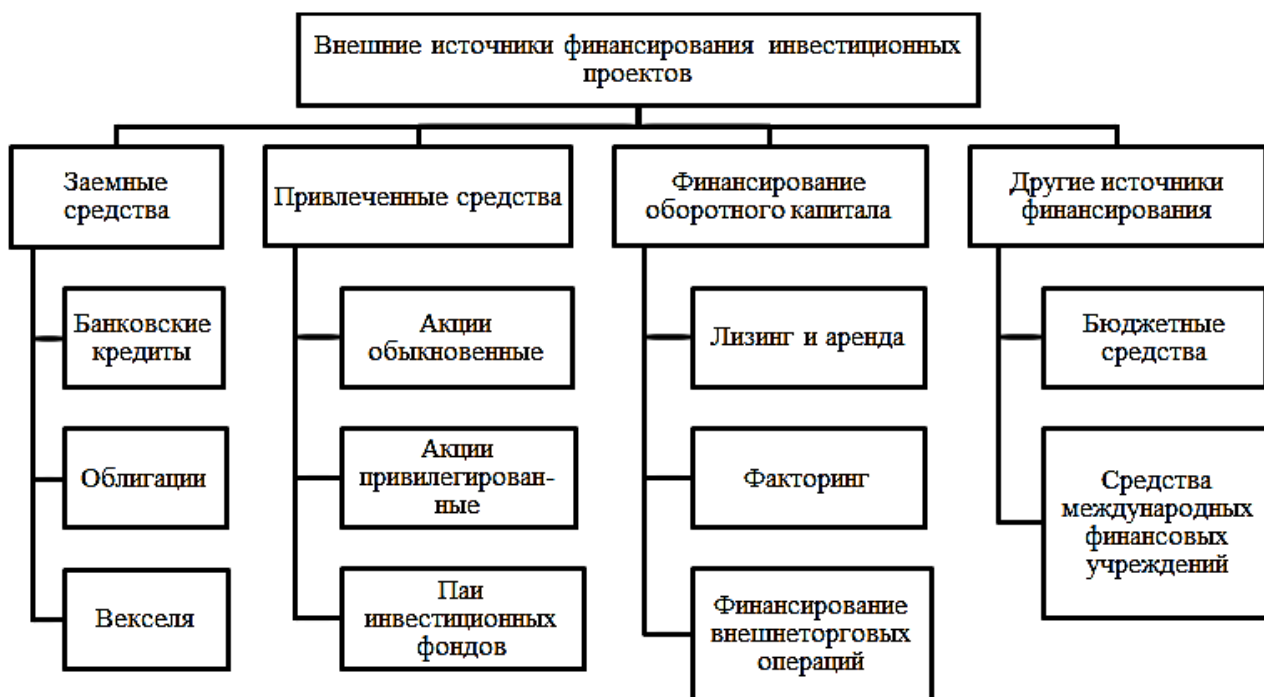 Внешние источники финансирования инвестиционных
проектов
Заемные
средства
Привлеченные средства
Финансирование
оборотного капитала
Другие источники
финансирования
Банковские
кредиты
Облигации
Векселя
Акции
обыкновенные
Акции
привилегирован-
ные
Паи
инвестиционных
фондов
Лизинг и аренда
Факторинг
Финансирование
внешнеторговых
операций
Бюджетные
средства
Средства
международных
финансовых
учреждений